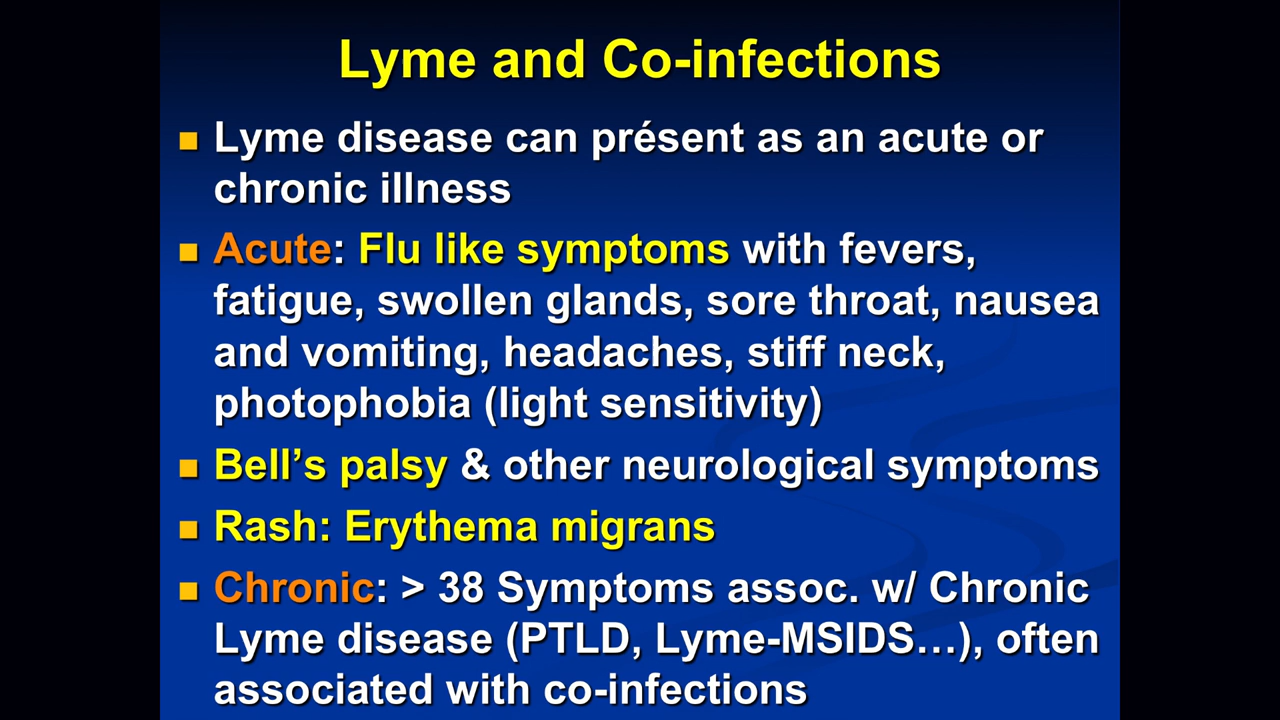 Lyme and Co-infections
Lyme disease can présent as an acute or
chronic illness
Acute: Flu like symptoms with fevers,
fatigue, swollen glands, sore throat, nausea
and vomiting, headaches, stiff neck,
photophobia (light sensitivity)
Bell’s palsy & other neurological symptoms
Rash: Erythema migrans
Chronic: > 38 Symptoms assoc. w/ Chronic
Lyme disease (PTLD, Lyme-MSIDS…), often
associated with co-infections